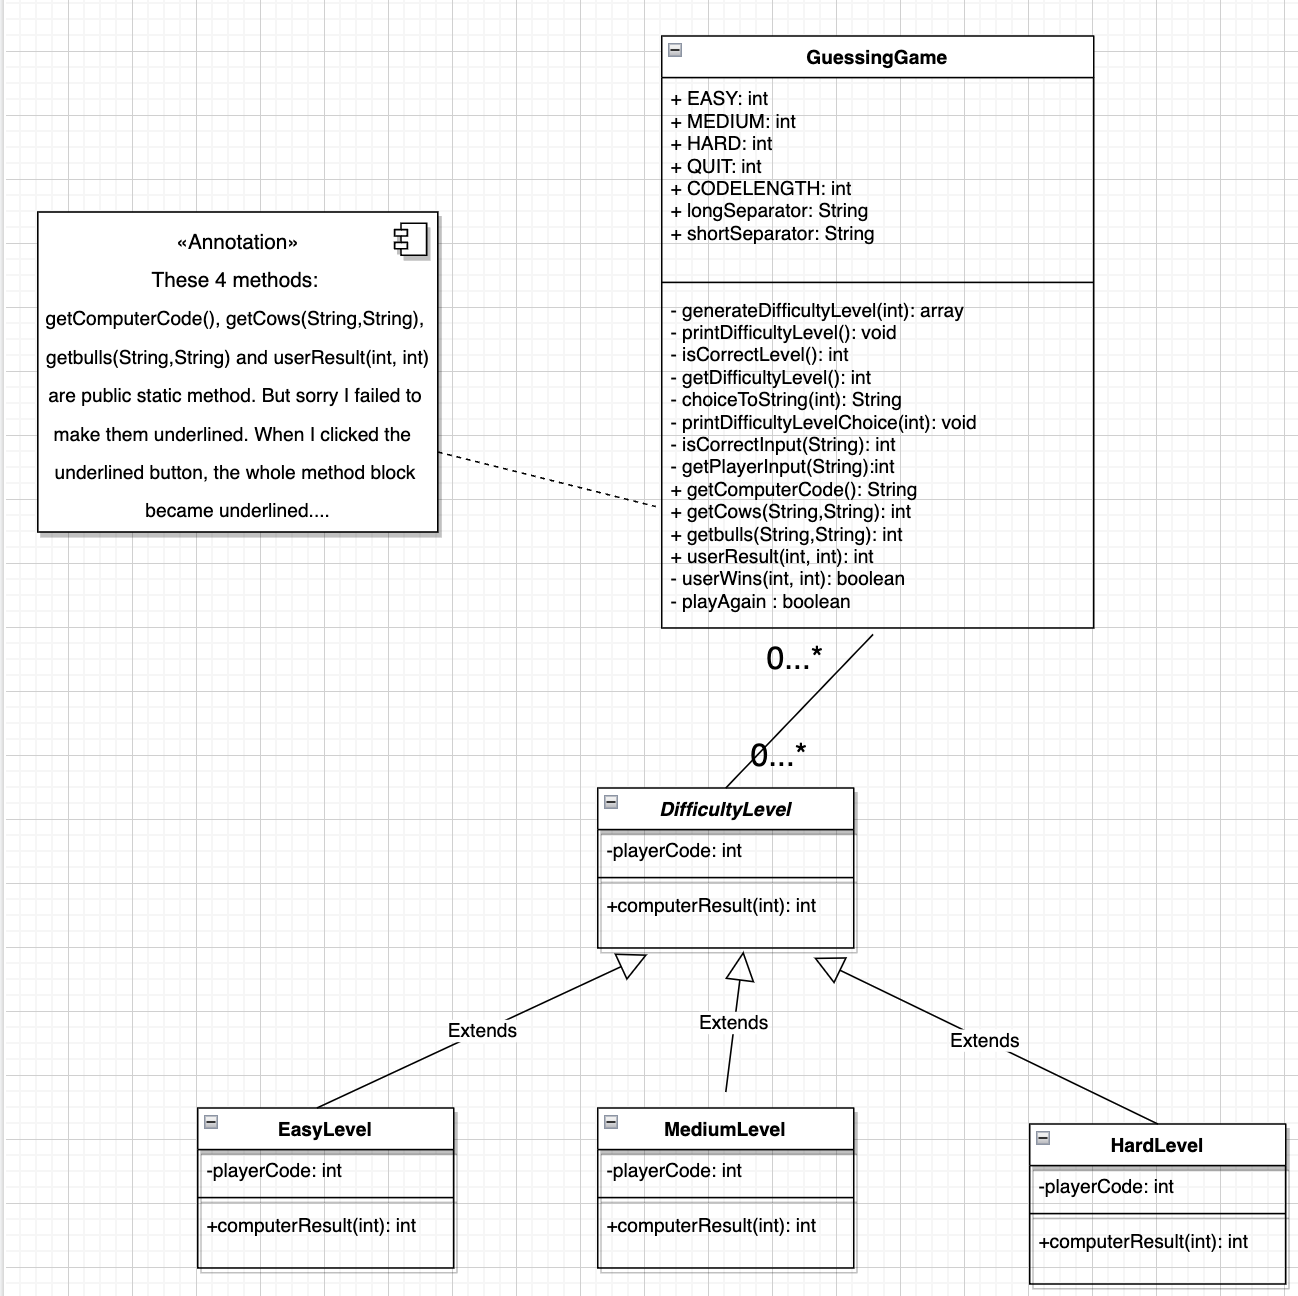 GuessingGame
+ EASY: int
+ MEDIUM: int
+ HARD: int
+ QUIT: int
+ CODELENGTH: int
+ longSeparator: String
+ shortSeparator: String
- generateDifficultyLevel(int): array
- printDifficultyLevel(): void
- isCorrectLevel(): int
- getDifficultyLevel(): int
- choiceToString(int): String
- printDifficultyLevelChoice(int): void
- isCorrectInput(String): int
- getPlayerInput(String):int
+ getComputerCode(): String
+ getCows(String,String): int
+ getbulls(String,String): int
+ userResult(int, int): int
- userWins(int, int): boolean
- playAgain : boolean
«Annotation»
These 4 methods:
getComputerCode(), getCows(String,String),
getbulls(String,String) and userResult(int, int)
are public static method. But sorry I failed to
make them underlined. When I clicked the
underlined button, the whole method block
became underlined....
0...*
0...*
DifficultyLevel
-playerCode: int
+computerResult(int): int
Extends
Extends
Extends
EasyLevel
-playerCode: int
+computerResult(int): int
MediumLevel
-playerCode: int
+computerResult(int): int
HardLevel
-playerCode: int
+computerResult(int): int